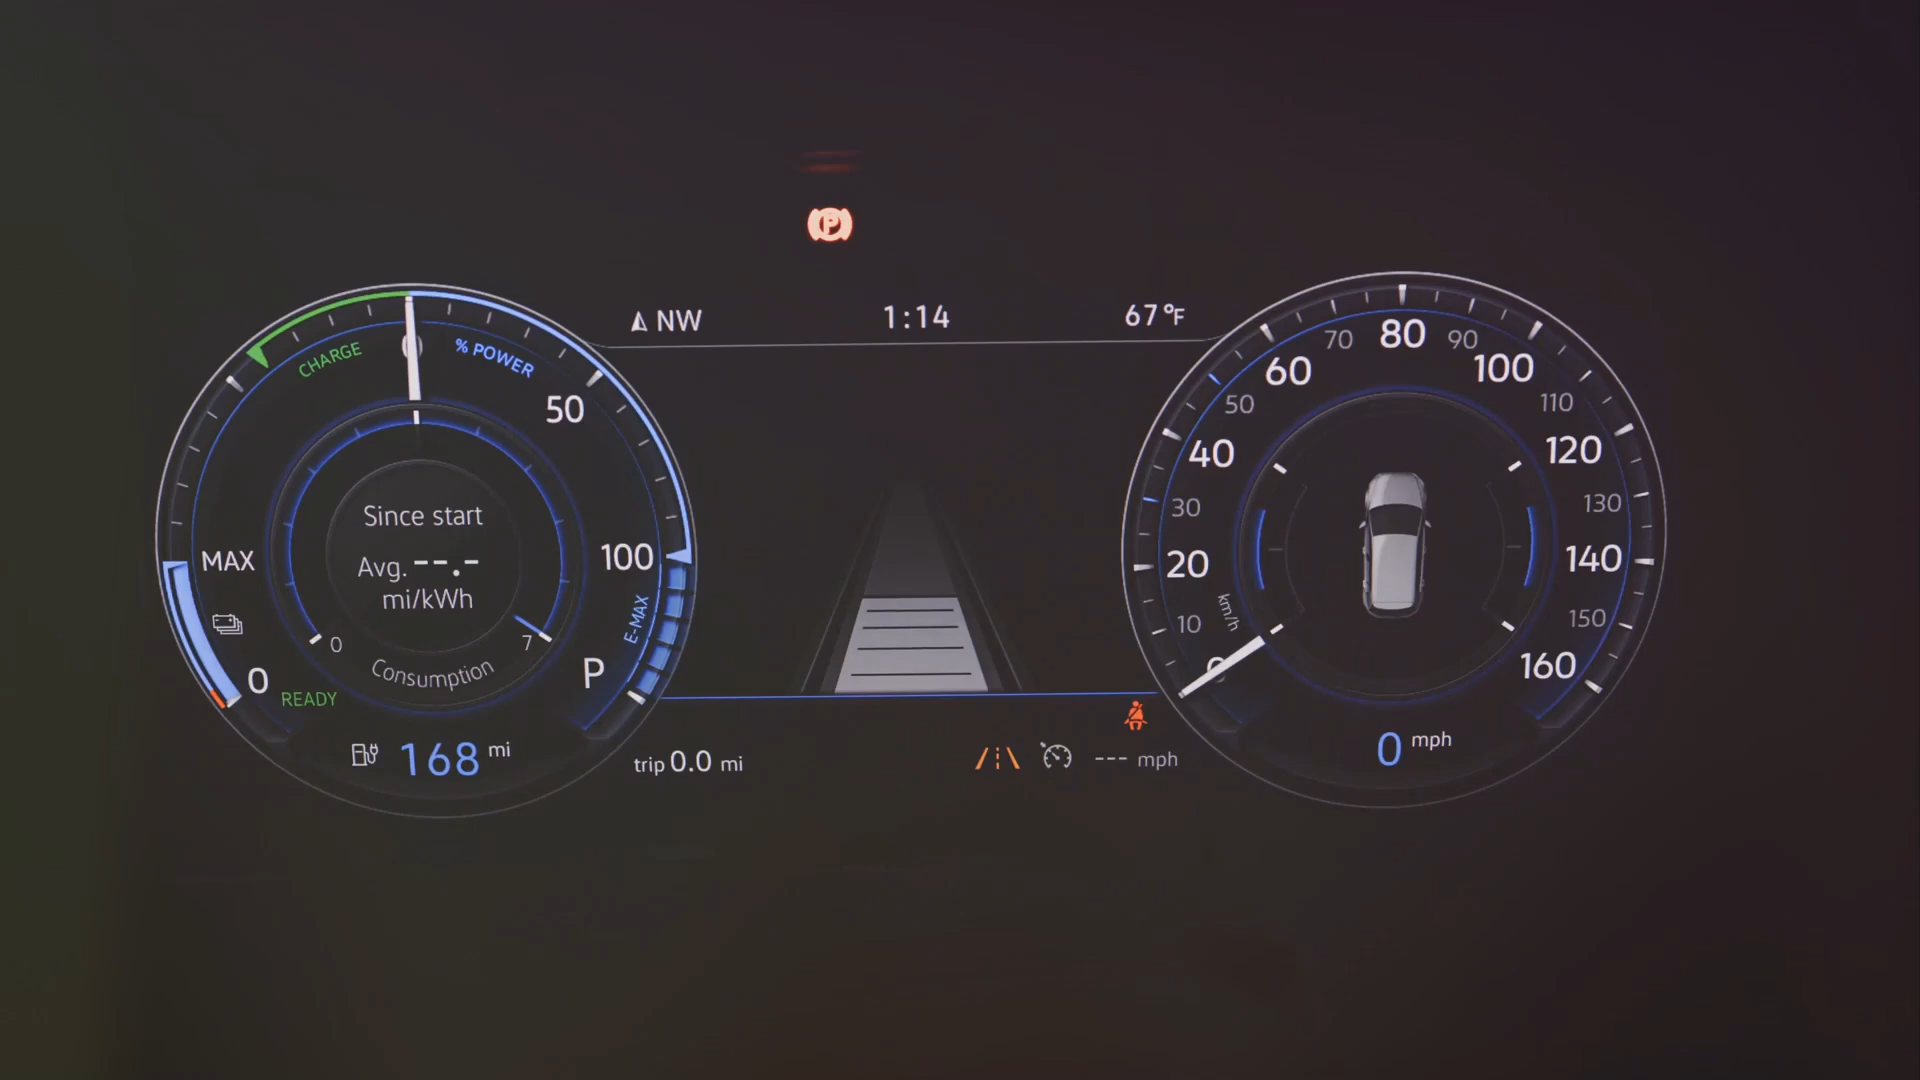 P
NW
1:14
67°F
CHARGE
0
% POWER
50
100
E-MAX
MAX
0
READY
P
Since start
Avg. --.-
mi/kWh
0
7
Consumption
168 mi
trip 0.0 mi
--- mph
0
10
20
30
40
50
60
70
80
90
100
110
120
130
140
150
160
km/h
0 mph